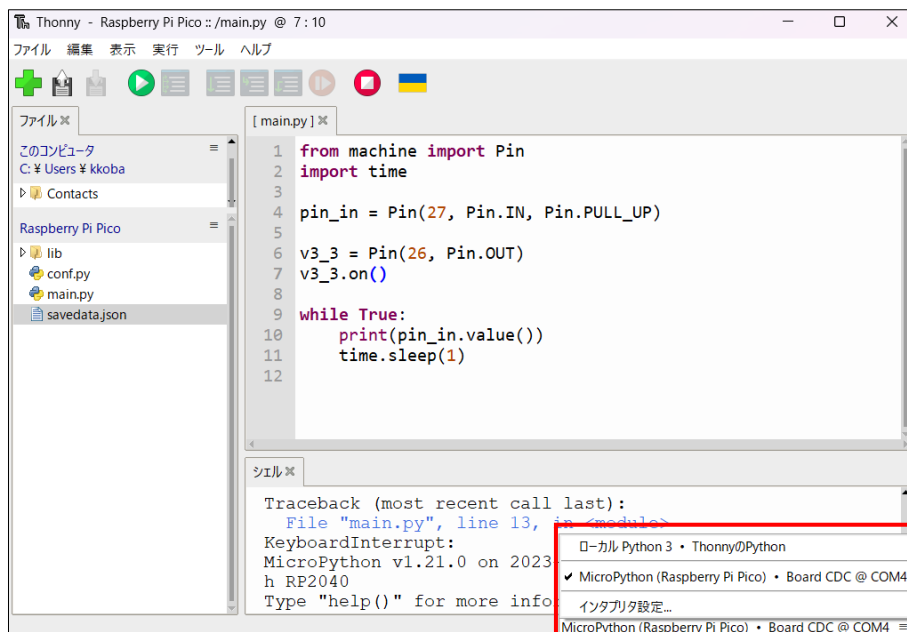 Thonny - Raspberry Pi Pico :: /main.py @ 7 : 10
ファイル 編集 表示 実行 ツール ヘルプ
ファイル
このコンピュータ
C: ¥ Users ¥ kkoba
Contacts
Raspberry Pi Pico
lib
conf.py
main.py
savedata.json
[ main.py ]
1 from machine import Pin
2 import time
3
4 pin_in = Pin(27, Pin.IN, Pin.PULL_UP)
5
6 v3_3 = Pin(26, Pin.OUT)
7 v3_3.on()
8
9 while True:
10 print(pin_in.value())
11 time.sleep(1)
12
シェル
Traceback (most recent call last):
File "main.py", line 13, in <module>
KeyboardInterrupt:
MicroPython v1.21.0 on 2023-
h RP2040
Type "help()" for more info
ローカル Python 3 • ThonnyのPython
✔ MicroPython (Raspberry Pi Pico) • Board CDC @ COM4
インタプリタ設定...
MicroPython (Raspberry Pi Pico) • Board CDC @ COM4